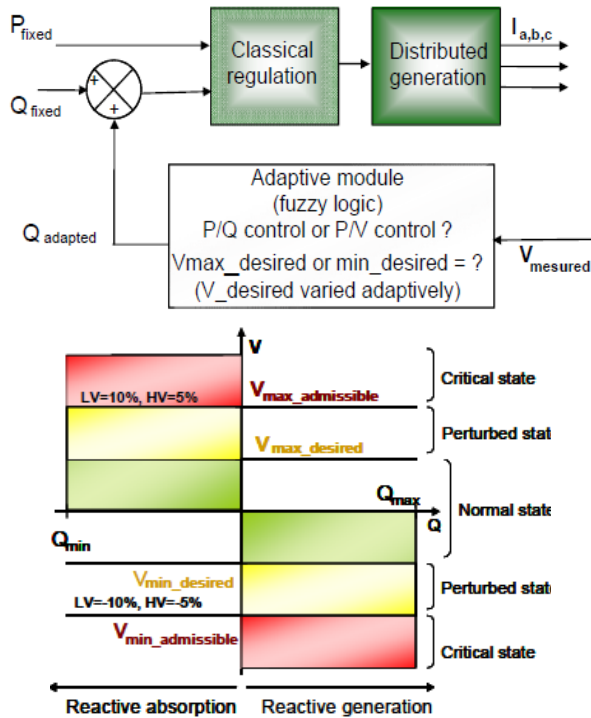 P fixed
Classical
regulation
Distributed
generation
I a,b,c
+
+
Q fixed
Adaptive module
(fuzzy logic)
P/Q control or P/V control ?
Vmax_desired or min_desired = ?
(V_desired varied adaptively)
Q adapted
V mesured
V
LV=10%, HV=5%
V max_admissible
Critical state
V max_desired
Perturbed state
Q max
Q
Normal state
Q min
V min_desired
LV=-10%, HV=-5%
Perturbed state
V min_admissible
Critical state
Reactive absorption
Reactive generation